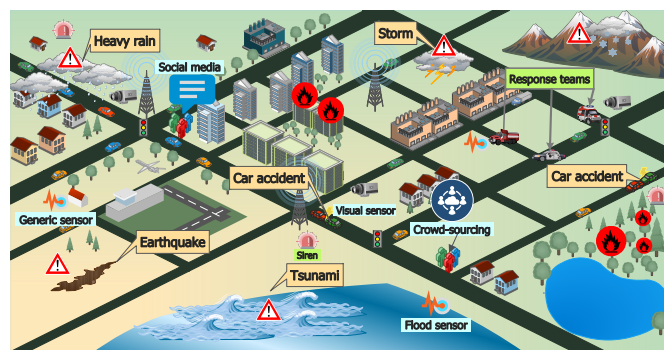 Heavy rain
Storm
Social media
Response teams
Car accident
Car accident
Generic sensor
Visual sensor
Crowd-sourcing
Earthquake
Siren
Tsunami
Flood sensor